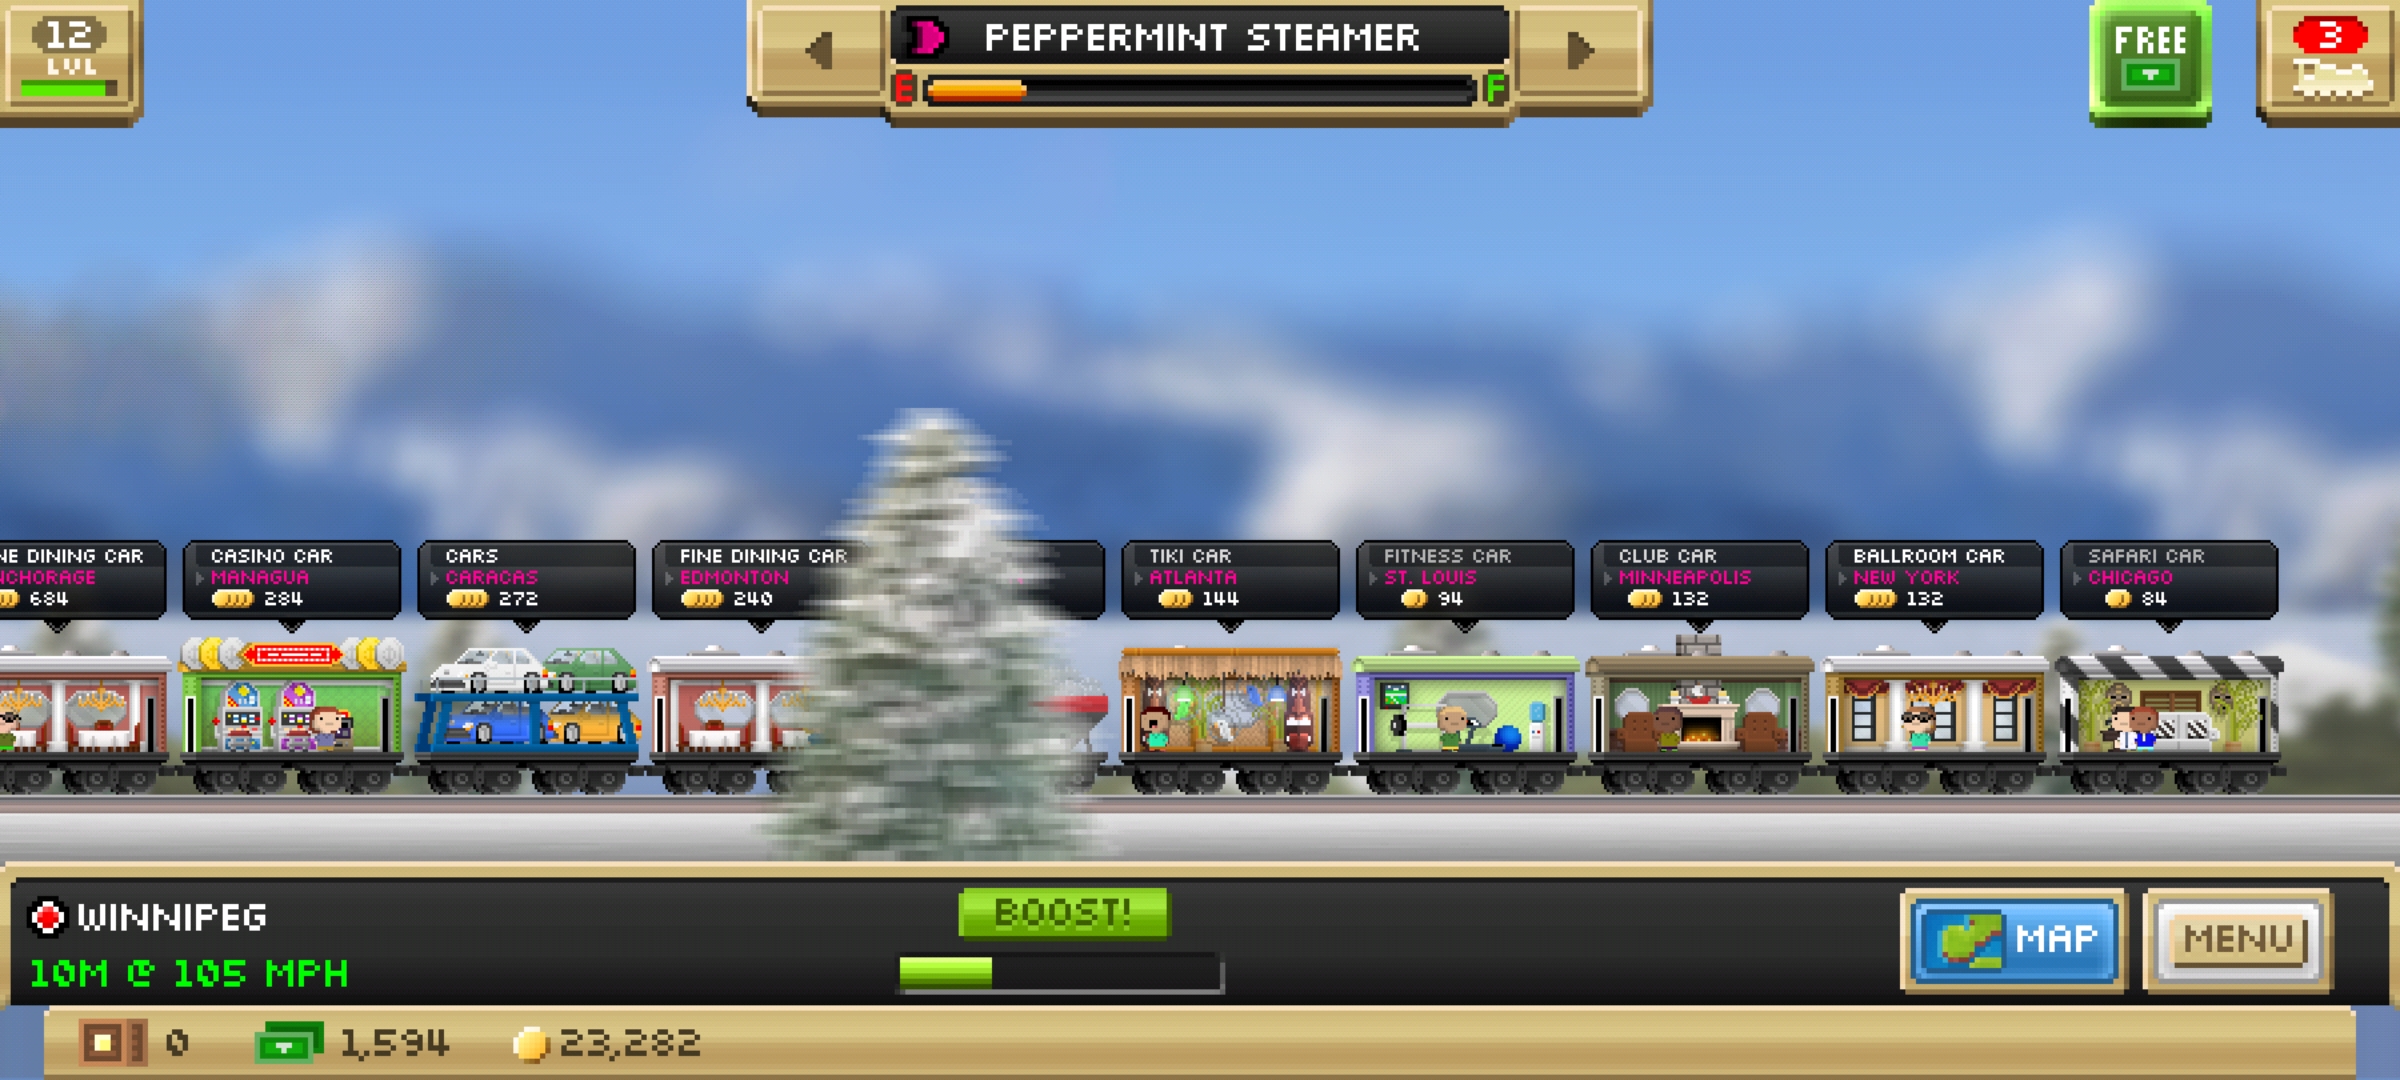 12
LVL
PEPPERMINT STEAMER
E
F
FREE
3
NE DINING CAR
NCHORAGE
684
CASINO CAR
MANAGUA
284
CARS
CARACAS
272
FINE DINING CAR
EDMONTON
240
TIKI CAR
ATLANTA
144
FITNESS CAR
ST. LOUIS
94
CLUB CAR
MINNEAPOLIS
132
BALLROOM CAR
NEW YORK
132
SAFARI CAR
CHICAGO
84
WINNIPEG
10M @ 105 MPH
BOOST!
MAP
MENU
0
1,594
23,282